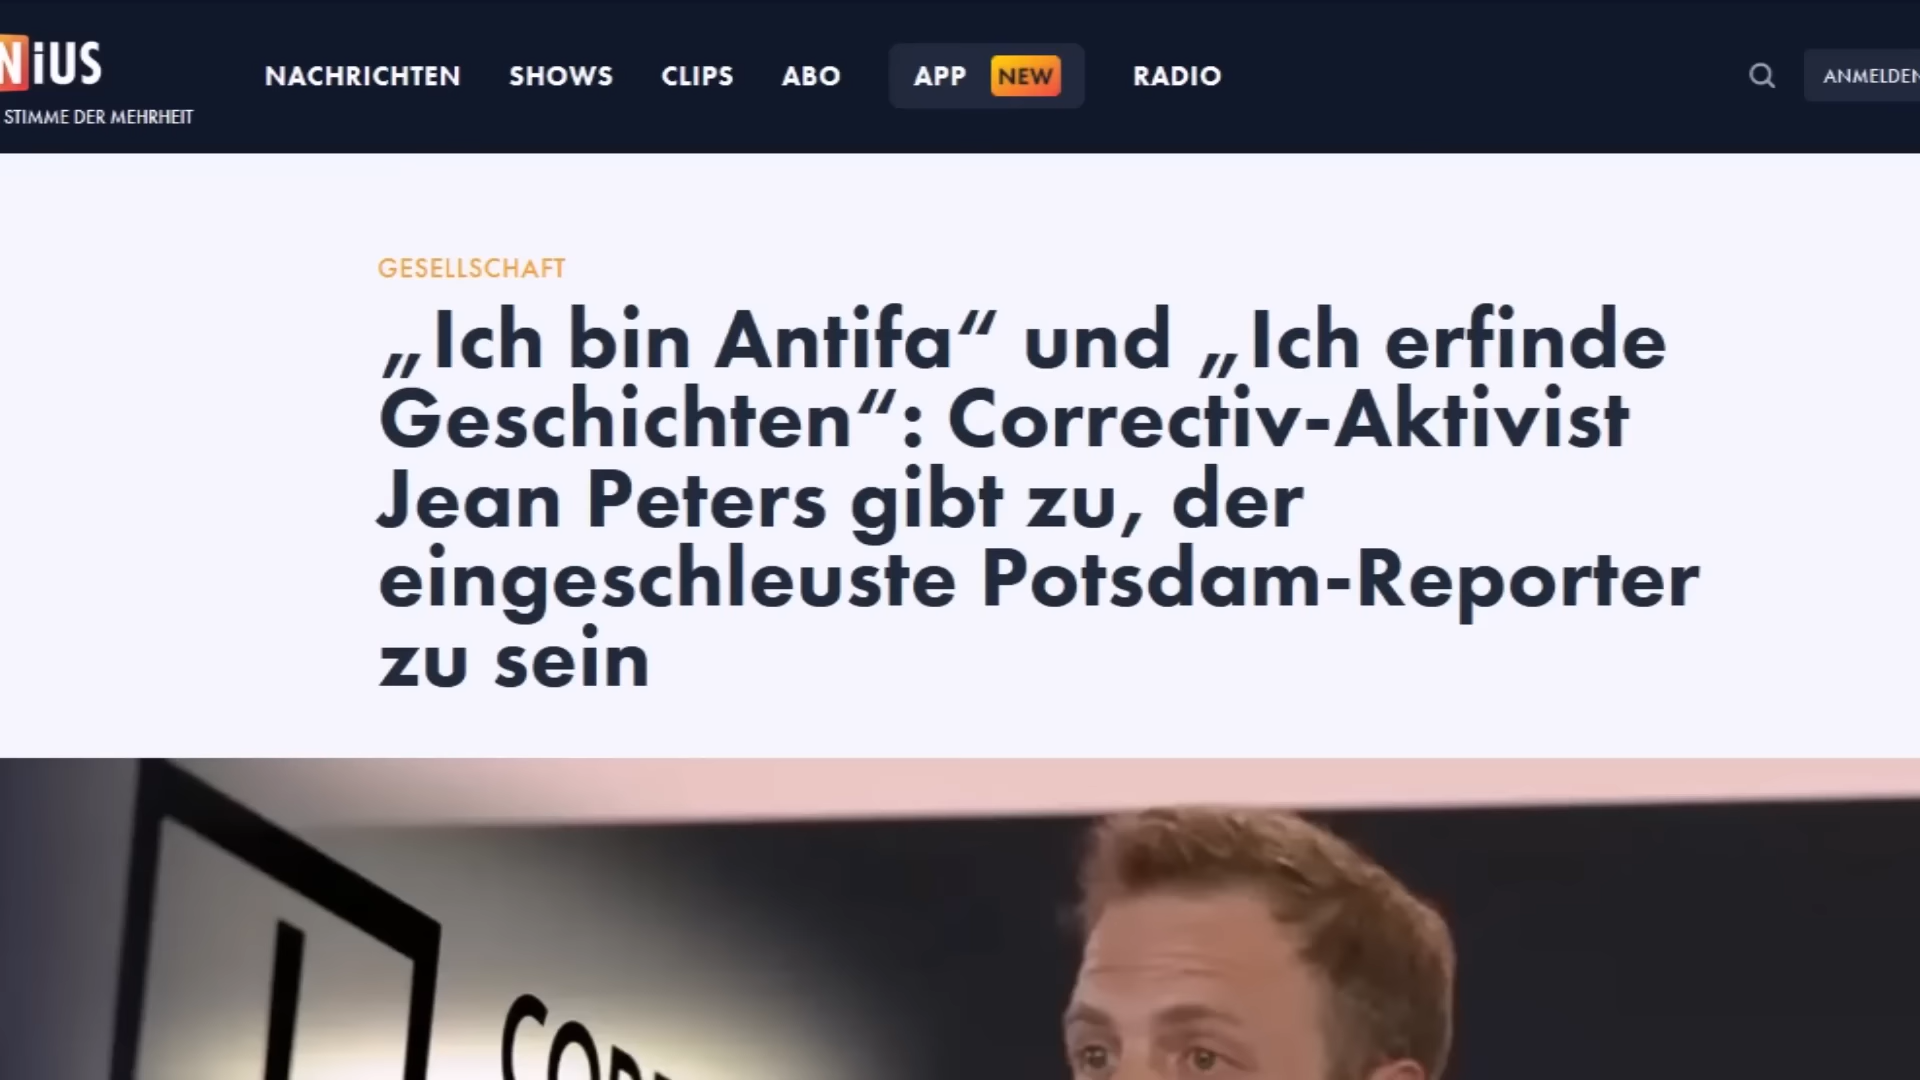 NiUS
STIMME DER MEHRHEIT
NACHRICHTEN SHOWS CLIPS ABO APP NEW RADIO
ANMELDEN
GESELLSCHAFT
„Ich bin Antifa“ und „Ich erfinde
Geschichten“: Correctiv-Aktivist
Jean Peters gibt zu, der
eingeschleuste Potsdam-Reporter
zu sein